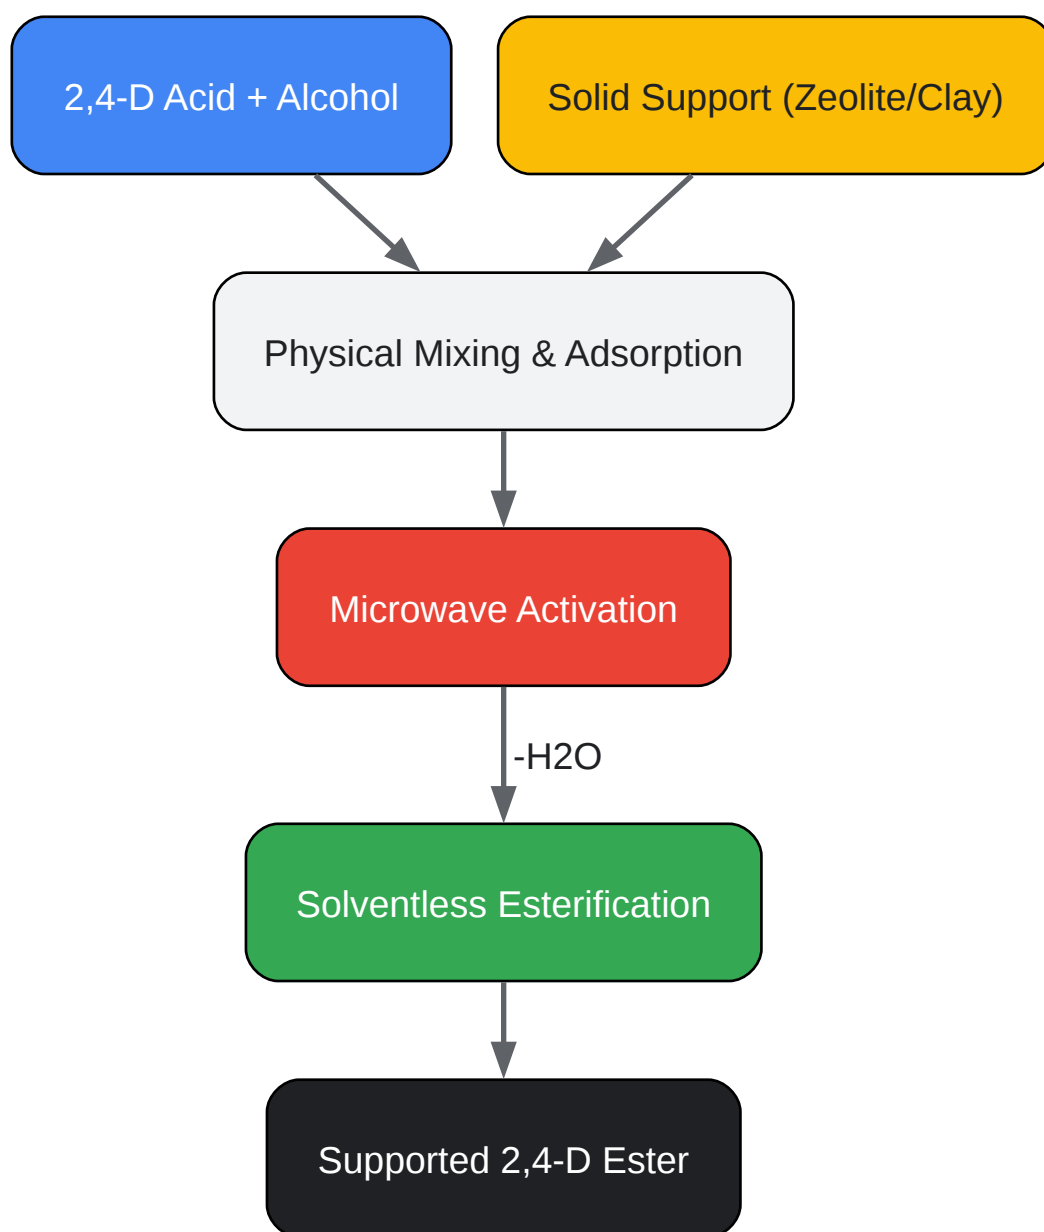 2,4-D Acid + Alcohol
Solid Support (Zeolite/Clay)
Physical Mixing & Adsorption
Microwave Activation
-H2O
Solventless Esterification
Supported 2,4-D Ester